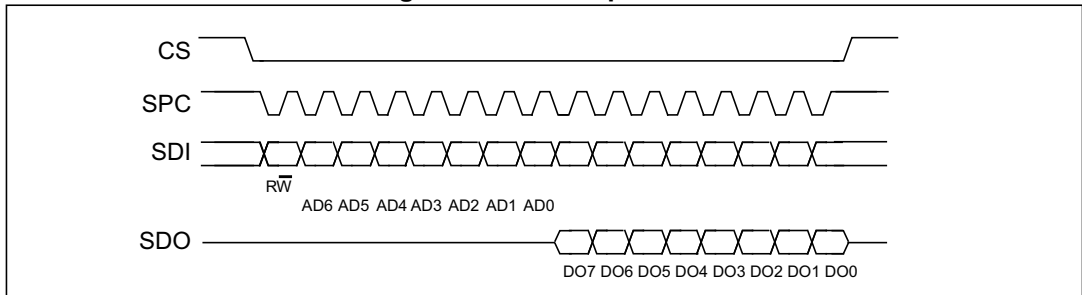 CS
SPC
SDI
RW̅
AD6 AD5 AD4 AD3 AD2 AD1 AD0
SDO
DO7 DO6 DO5 DO4 DO3 DO2 DO1 DO0